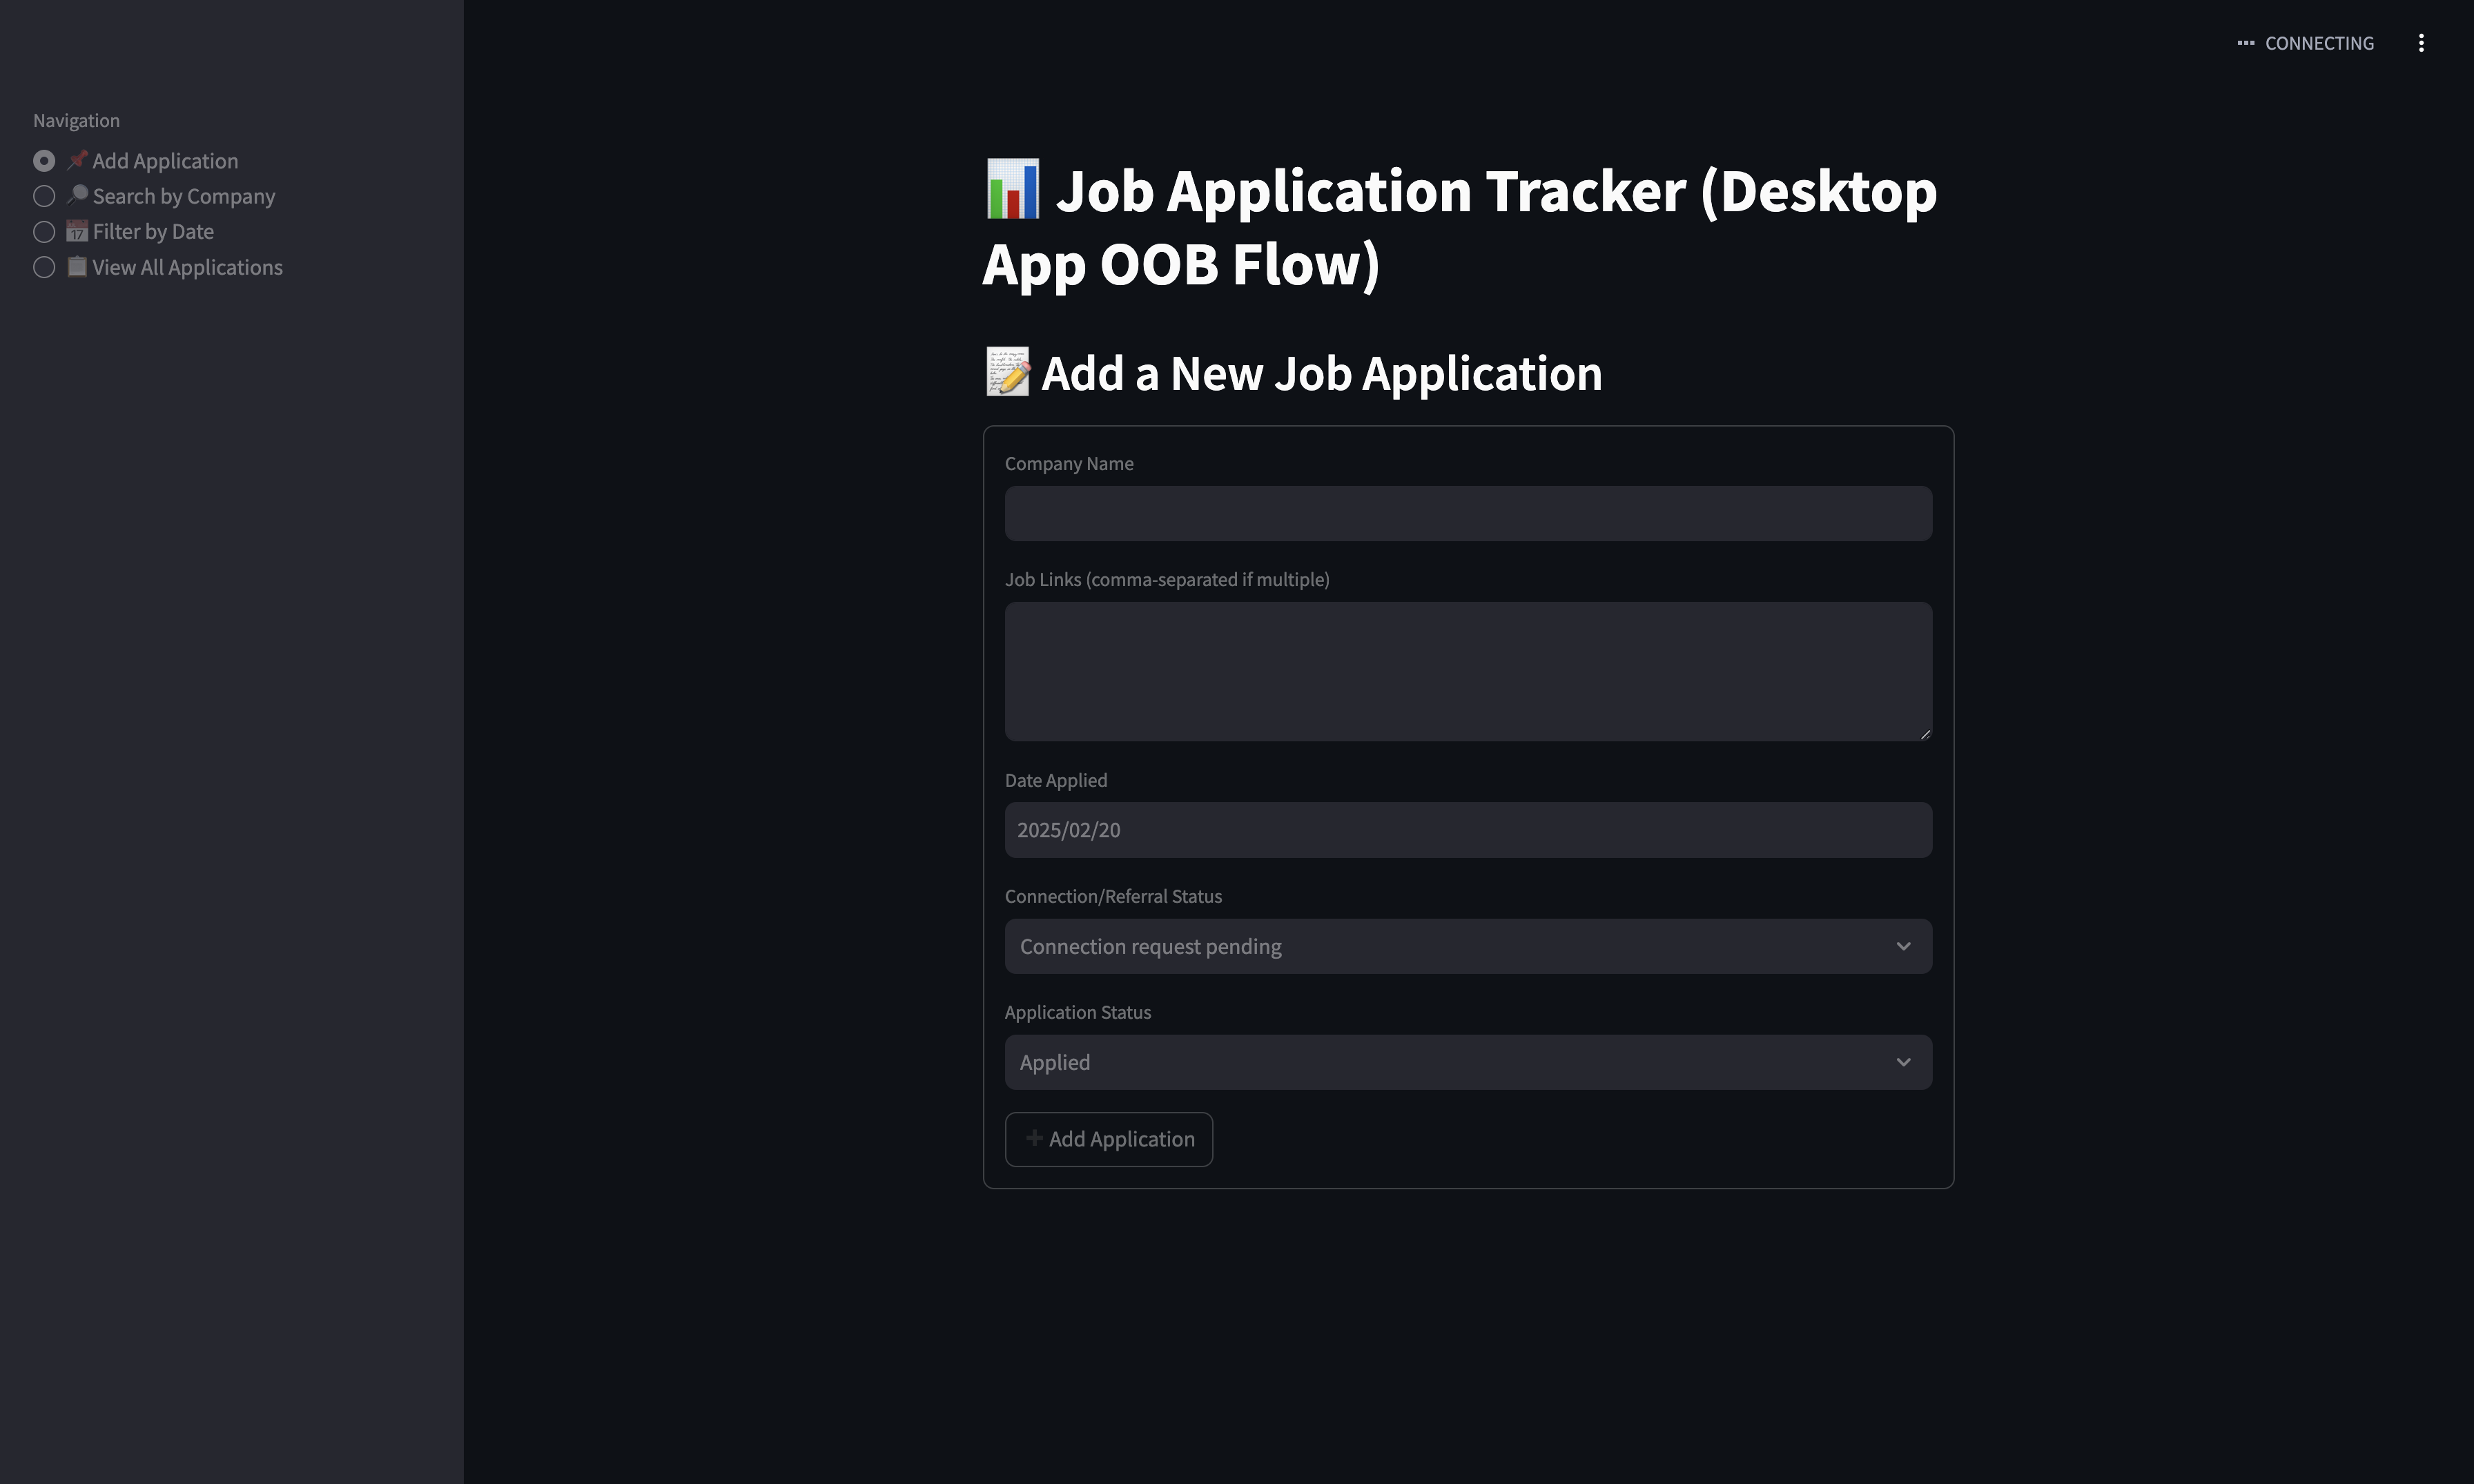 CONNECTING
Navigation
Add Application
Search by Company
Filter by Date
View All Applications
Job Application Tracker (Desktop
App OOB Flow)
Add a New Job Application
Company Name
Job Links (comma-separated if multiple)
Date Applied
2025/02/20
Connection/Referral Status
Connection request pending
Application Status
Applied
Add Application